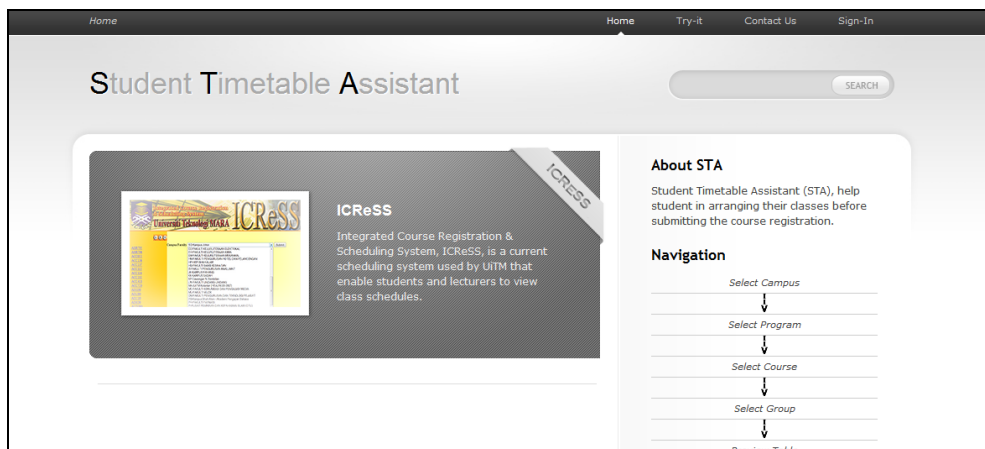 Home
Home Try-it Contact Us Sign-In
Student Timetable Assistant
SEARCH
ICRESS
ICReSS
Universiti Teknologi MARA
ICReSS
Integrated Course Registration &
Scheduling System, ICReSS, is a current
scheduling system used by UiTM that
enable students and lecturers to view
class schedules.
About STA
Student Timetable Assistant (STA), help
student in arranging their classes before
submitting the course registration.
Navigation
Select Campus
Select Program
Select Course
Select Group